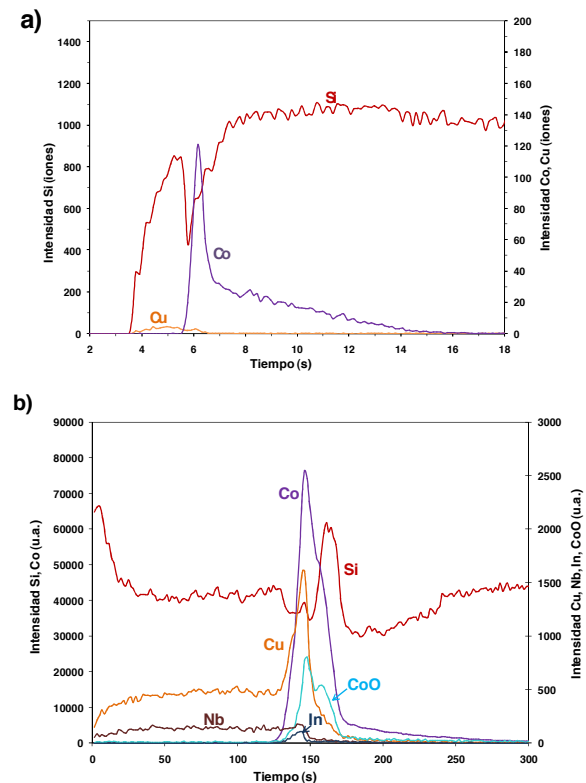 a)
1400
1200
1000
800
600
400
200
0
Intensidad Si (iones)
200
180
160
140
120
100
80
60
40
20
0
Intensidad Co, Cu (iones)
Si
Co
Cu
2 4 6 8 10 12 14 16 18
Tiempo (s)
b)
90000
80000
70000
60000
50000
40000
30000
20000
10000
0
Intensidad Si, Co (u.a.)
3000
2500
2000
1500
1000
500
0
Intensidad Cu, Nb, In, CoO (u.a.)
Co
Si
Cu
CoO
Nb
In
0 50 100 150 200 250 300
Tiempo (s)